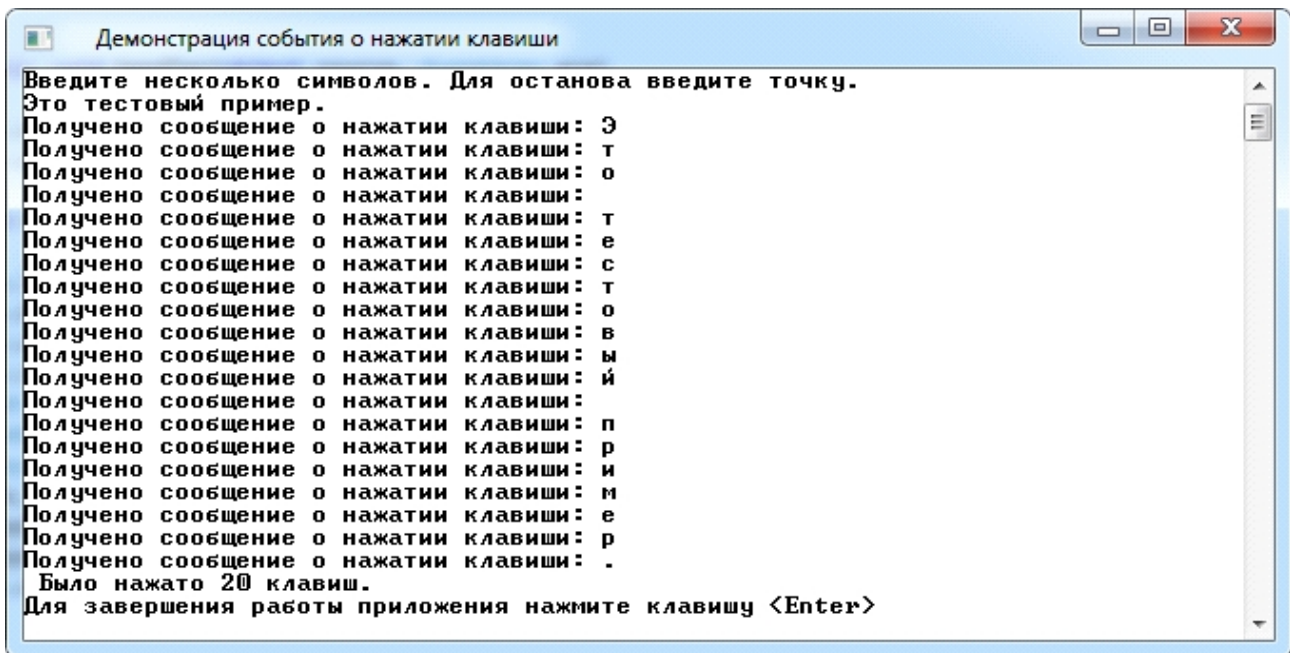 Демонстрация события о нажатии клавиши
Введите несколько символов. Для останова введите точку.
Это тестовый пример.
Получено сообщение о нажатии клавиши: Э
Получено сообщение о нажатии клавиши: т
Получено сообщение о нажатии клавиши: о
Получено сообщение о нажатии клавиши:
Получено сообщение о нажатии клавиши: т
Получено сообщение о нажатии клавиши: е
Получено сообщение о нажатии клавиши: с
Получено сообщение о нажатии клавиши: т
Получено сообщение о нажатии клавиши: о
Получено сообщение о нажатии клавиши: в
Получено сообщение о нажатии клавиши: ы
Получено сообщение о нажатии клавиши: й
Получено сообщение о нажатии клавиши:
Получено сообщение о нажатии клавиши: п
Получено сообщение о нажатии клавиши: р
Получено сообщение о нажатии клавиши: и
Получено сообщение о нажатии клавиши: м
Получено сообщение о нажатии клавиши: е
Получено сообщение о нажатии клавиши: р
Получено сообщение о нажатии клавиши: .
Было нажато 20 клавиш.
Для завершения работы приложения нажмите клавишу <Enter>